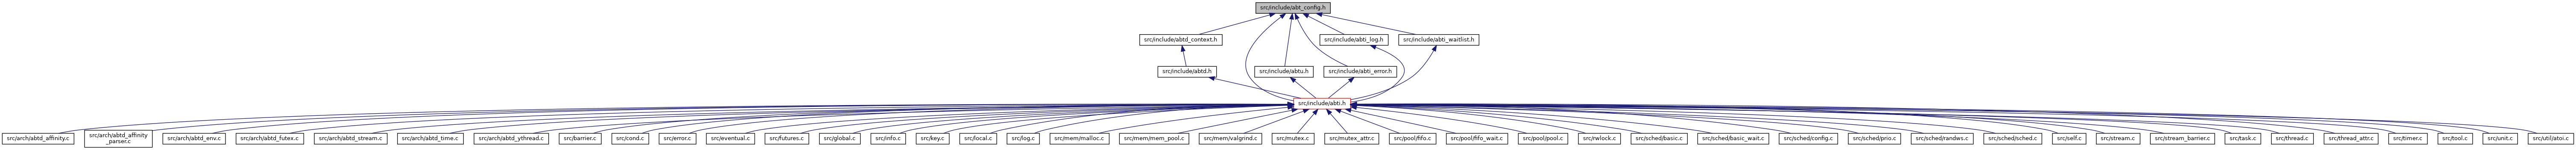 src/include/abt_config.h
src/include/abtd_context.h
src/include/abti_log.h
src/include/abti_waitlist.h
src/include/abtd.h
src/include/abtu.h
src/include/abti_error.h
src/include/abti.h
src/arch/abtd_affinity.c
src/arch/abtd_affinity
_parser.c
src/arch/abtd_env.c
src/arch/abtd_futex.c
src/arch/abtd_stream.c
src/arch/abtd_time.c
src/arch/abtd_ythread.c
src/barrier.c
src/cond.c
src/error.c
src/eventual.c
src/futures.c
src/global.c
src/info.c
src/key.c
src/local.c
src/log.c
src/mem/malloc.c
src/mem/mem_pool.c
src/mem/valgrind.c
src/mutex.c
src/mutex_attr.c
src/pool/fifo.c
src/pool/fifo_wait.c
src/pool/pool.c
src/rwlock.c
src/sched/basic.c
src/sched/basic_wait.c
src/sched/config.c
src/sched/prio.c
src/sched/randws.c
src/sched/sched.c
src/self.c
src/stream.c
src/stream_barrier.c
src/task.c
src/thread.c
src/thread_attr.c
src/timer.c
src/tool.c
src/unit.c
src/util/atoi.c